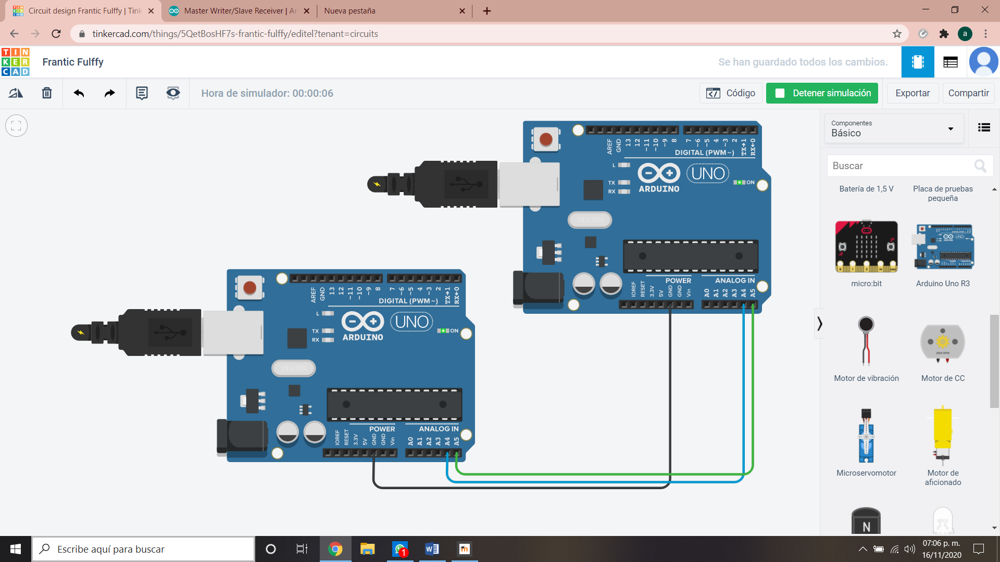 Circuit design Frantic Fulffy | Tink
Master Writer/Slave Receiver | Ar
Nueva pestaña
tinkercad.com/things/5QetBosHF7s-frantic-fulffy/editel?tenant=circuits
a
TIN
KER
CAD
Frantic Fulffy
Se han guardado todos los cambios.
Hora de simulador: 00:00:06
Código
Detener simulación
Exportar
Compartir
Componentes
Básico
Buscar
Batería de 1,5 V
Placa de pruebas
pequeña
micro:bit
Arduino Uno R3
Motor de vibración
Motor de CC
Microservomotor
Motor de
aficionado
N
AREF GND 13 12 ~11 ~10 ~9 8 7 ~6 ~5 4 ~3 2 TX→1 RX←0
DIGITAL (PWM~)
L
TX
RX
ARDUINO
UNO
ON
SPK16.000G
POWER
ANALOG IN
IOREF RESET 3.3V 5V GND GND Vin A0 A1 A2 A3 A4 A5
AREF GND 13 12 ~11 ~10 ~9 8 7 ~6 ~5 4 ~3 2 TX→1 RX←0
DIGITAL (PWM~)
L
TX
RX
ARDUINO
UNO
ON
SPK16.000G
POWER
ANALOG IN
IOREF RESET 3.3V 5V GND GND Vin A0 A1 A2 A3 A4 A5
Escribe aquí para buscar
1
07:06 p. m.
16/11/2020